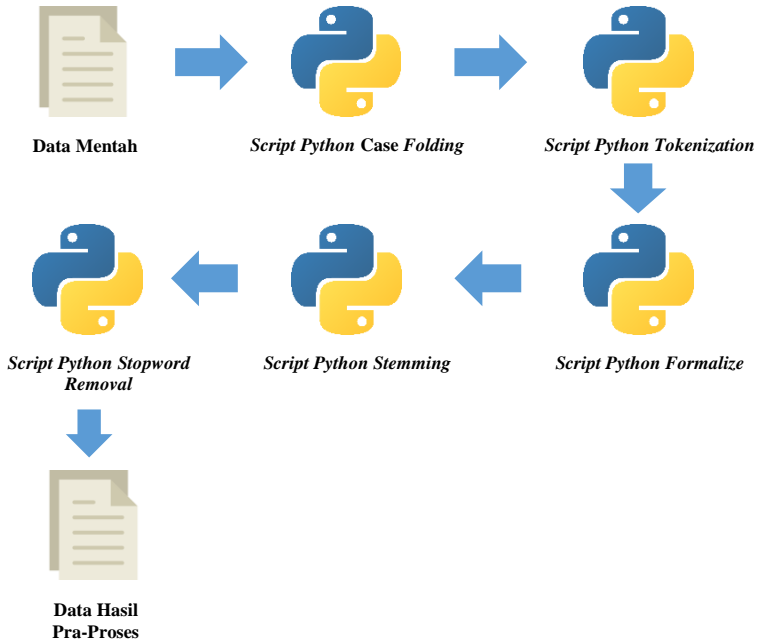 Data Mentah
Script Python Case Folding
Script Python Tokenization
Script Python Formalize
Script Python Stemming
Script Python Stopword
Removal
Data Hasil
Pra-Proses